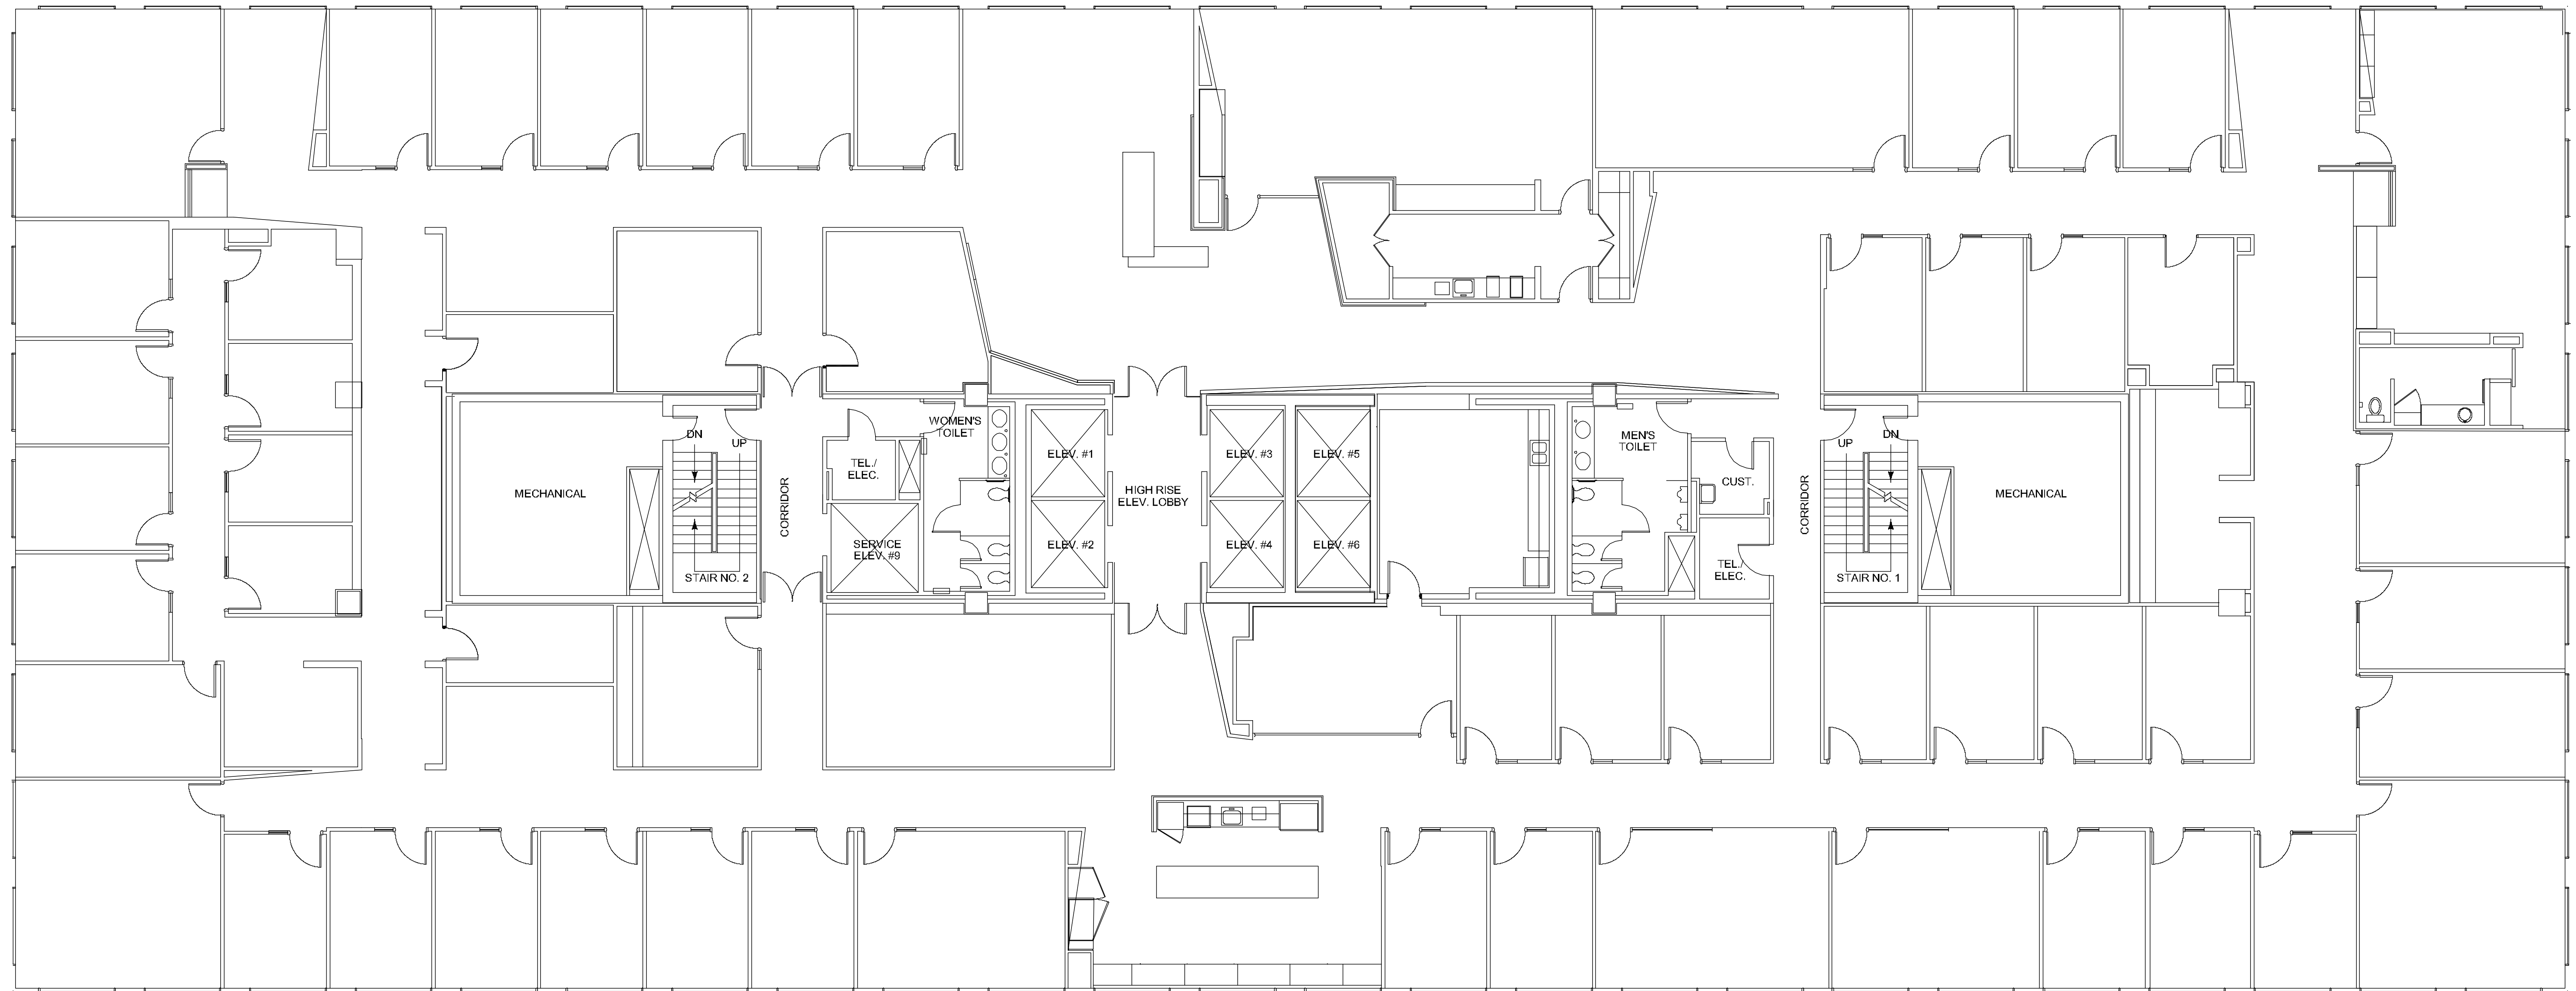 WOMEN'S
TOILET
DN
UP
TEL./
ELEC.
MECHANICAL
CORRIDOR
SERVICE
ELEV. #9
STAIR NO. 2
ELEV. #1
ELEV. #2
HIGH RISE
ELEV. LOBBY
ELEV. #3
ELEV. #5
ELEV. #4
ELEV. #6
MEN'S
TOILET
CUST.
TEL./
ELEC.
CORRIDOR
UP
DN
STAIR NO. 1
MECHANICAL